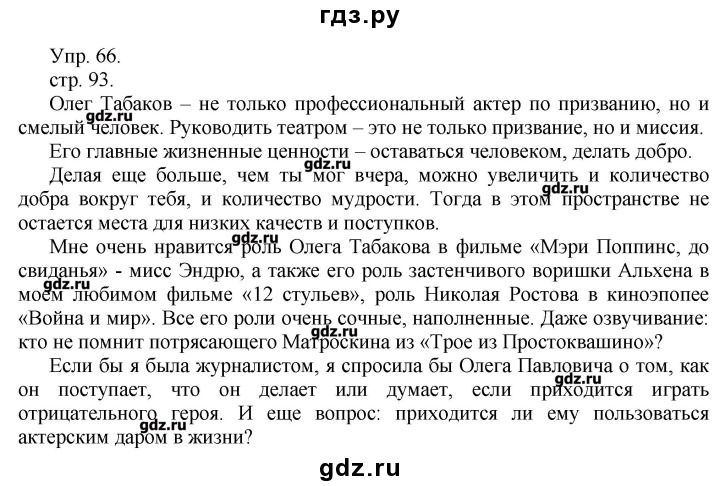 gdz.ру
Упр. 66.
стр. 93.
Олег Табаков – не только профессиональный актер по призванию, но и
gdz.ru
смелый человек. Руководить театром – это не только призвание, но и миссия.
Его главные жизненные ценности – оставаться человеком, делать добро.
gdz.ru
Делая еще больше, чем ты мог вчера, можно увеличить и количество
gdz.ru
добра вокруг тебя, и количество мудрости. Тогда в этом пространстве не
остается места для низких качеств и поступков.
gdz.ru
Мне очень нравится роль Олега Табакова в фильме «Мэри Поппинс, до
свиданья» - мисс Эндрю, а также его роль застенчивого воришки Альхена в
gdz.ru
моем любимом фильме «12 стульев», роль Николая Ростова в киноэпопее
«Война и мир». Все его роли очень сочные, наполненные. Даже озвучивание:
gdz.ru
кто не помнит потрясающего Матроскина из «Трое из Простоквашино»?
Если бы я была журналистом, я спросила бы Олега Павловича о том, как
gdz.ru
он поступает, что он делает или думает, если приходится играть
отрицательного героя. И еще вопрос: приходится ли ему пользоваться
gdz.ru
актерским даром в жизни?
gdz.ru